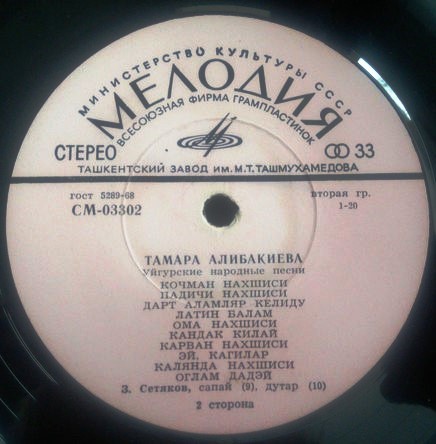 МИНИСТЕРСТВО КУЛЬТУРЫ СССР
МЕЛОДИЯ
ВСЕСОЮЗНАЯ ФИРМА ГРАМПЛАСТИНОК
СТЕРЕО 33
ТАШКЕНТСКИЙ ЗАВОД ИМ. М.Т. ТАШМУХАМЕДОВА
гост 5289-68 вторая гр.
СМ-03302 1-20
ТАМАРА АЛИБАКИЕВА
Уйгурские народные песни
КОЧМАН НАХШИСИ
ПАДИЧИ НАХШИСИ
ДАРТ АЛАМЛЯР КЕЛИДУ
ЛАТИН БАЛАМ
ОМА НАХШИСИ
КАНДАК КИЛАЙ
КАРВАН НАХШИСИ
ЭЙ, КАГИЛАР
КАЛЯНДА НАХШИСИ
ОГЛАМ ДАДЭЙ
З. Сетяков, сапай (9), дутар (10)
2 сторона